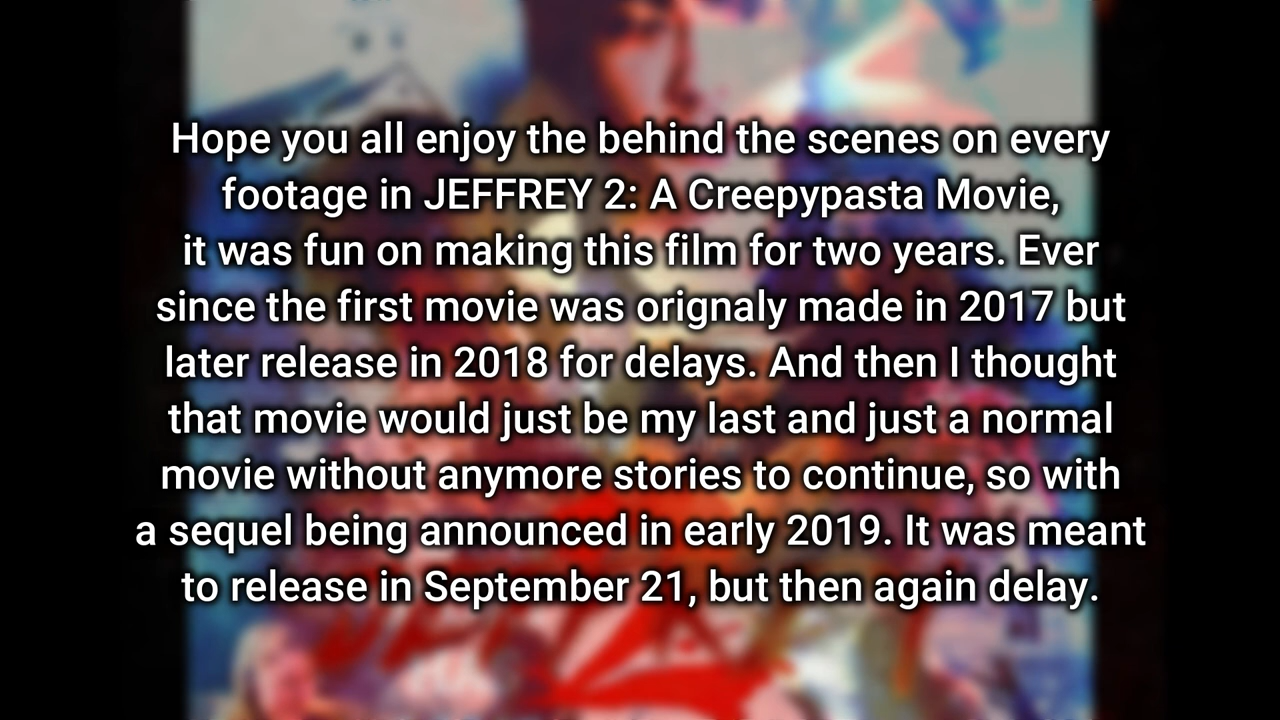 Hope you all enjoy the behind the scenes on every
footage in JEFFREY 2: A Creepypasta Movie,
it was fun on making this film for two years. Ever
since the first movie was orignaly made in 2017 but
later release in 2018 for delays. And then I thought
that movie would just be my last and just a normal
movie without anymore stories to continue, so with
a sequel being announced in early 2019. It was meant
to release in September 21, but then again delay.